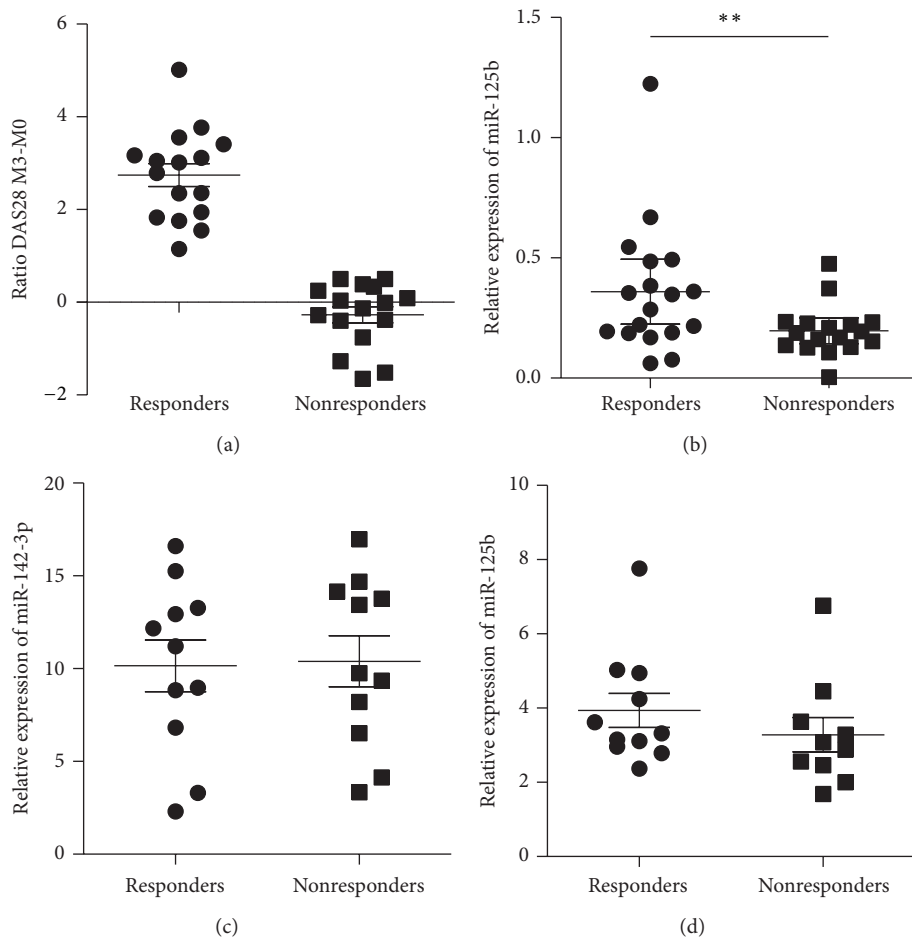 6
4
2
0
−2
Ratio DAS28 M3-M0
Responders
Nonresponders
(a)
1.5
1.0
0.5
0.0
Relative expression of miR-125b
**
Responders
Nonresponders
(b)
20
15
10
5
0
Relative expression of miR-142-3p
Responders
Nonresponders
(c)
10
8
6
4
2
0
Relative expression of miR-125b
Responders
Nonresponders
(d)